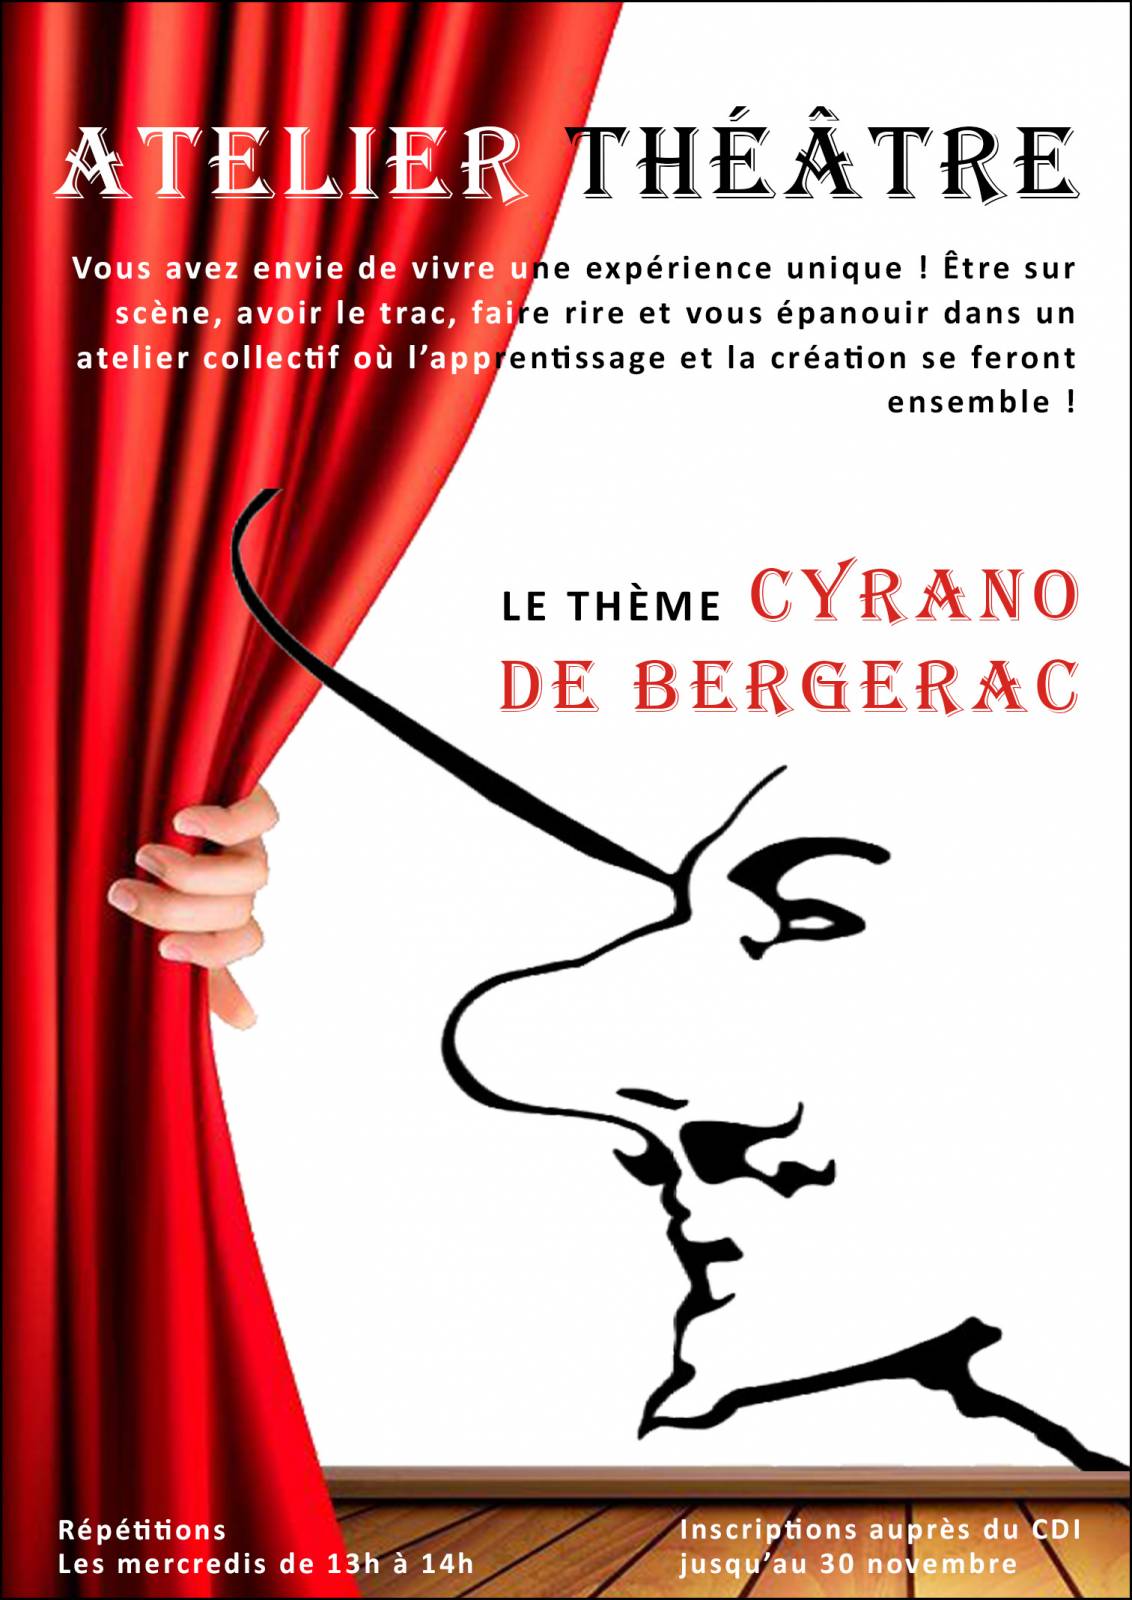 ATELIER THÉÂTRE
Vous avez envie de vivre une expérience unique ! Être sur
scène, avoir le trac, faire rire et vous épanouir dans un
atelier collectif où l’apprentissage et la création se feront
ensemble !
LE THÈME CYRANO
DE BERGERAC
Répétitions
Les mercredis de 13h à 14h
Inscriptions auprès du CDI
jusqu’au 30 novembre